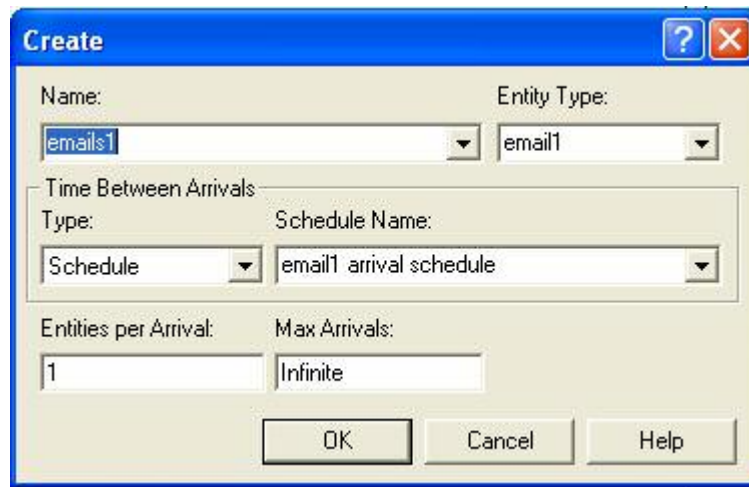 Create
Name: Entity Type:
emails1 email1
Time Between Arrivals
Type: Schedule Name:
Schedule email1 arrival schedule
Entities per Arrival: Max Arrivals:
1 Infinite
OK Cancel Help